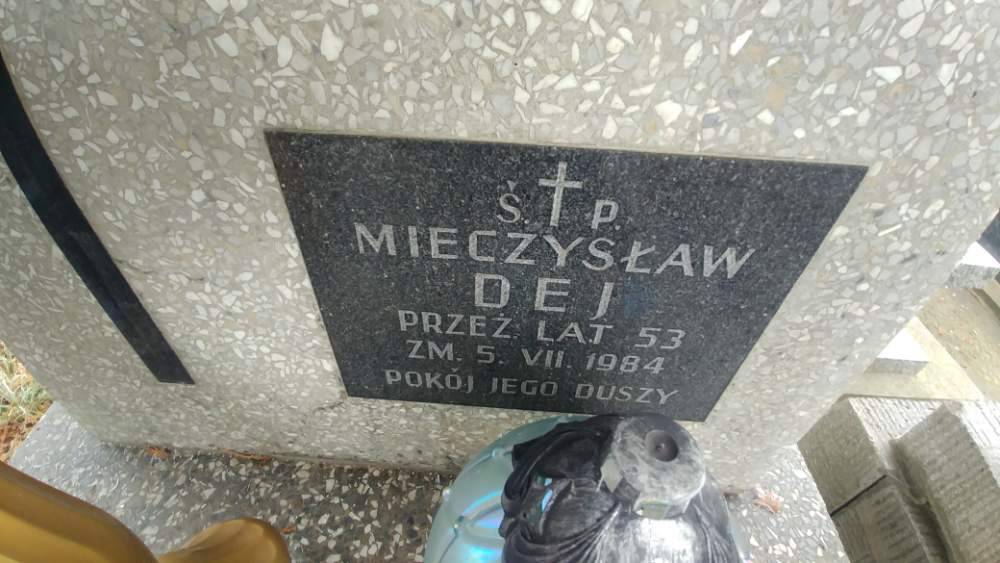 Ś. P.
MIECZYSŁAW
DEJ
PRZEŻ. LAT 53
ZM. 5. VII. 1984
POKÓJ JEGO DUSZY